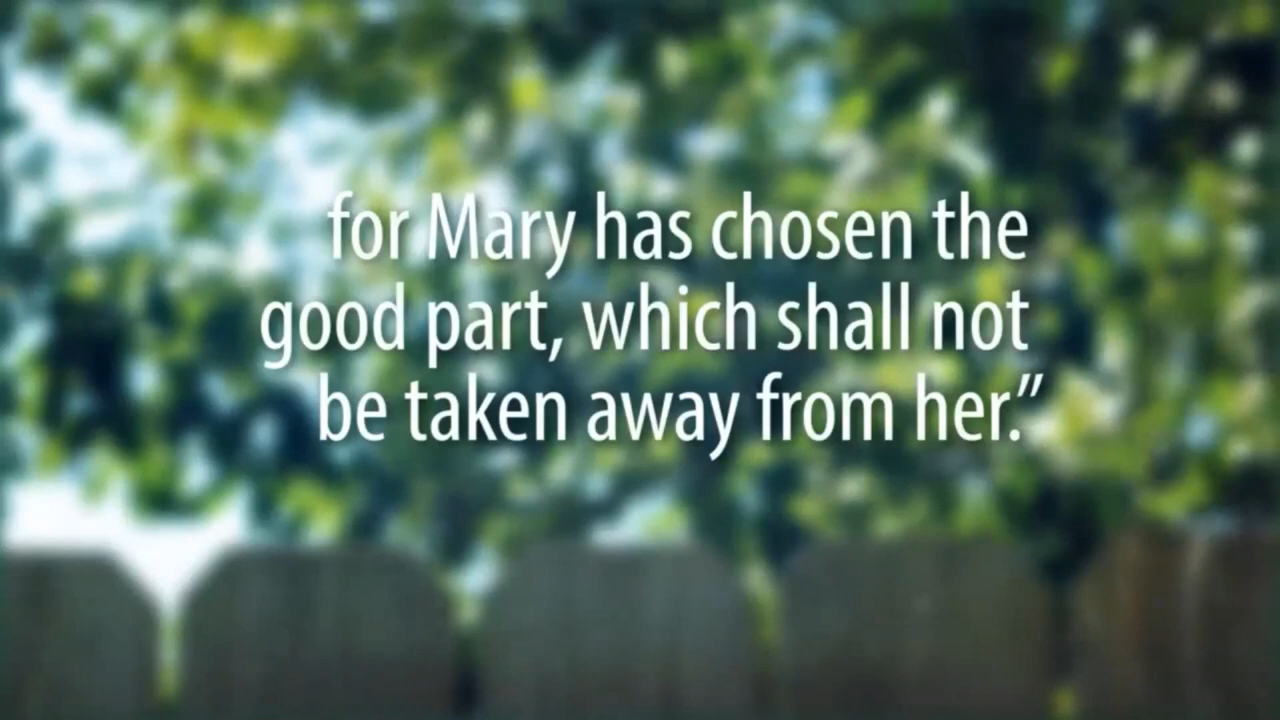 for Mary has chosen the
good part, which shall not
be taken away from her.”